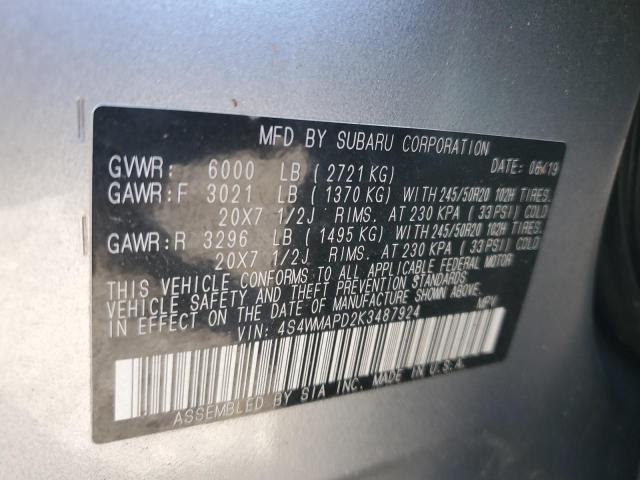 MFD BY SUBARU CORPORATION
GVWR: 6000 LB (2721 KG) DATE: 06/19
GAWR:F 3021 LB (1370 KG) WITH 245/50R20 102H TIRES.
20X7 1/2J RIMS. AT 230 KPA (33 PSI) COLD
GAWR:R 3296 LB (1495 KG) WITH 245/50R20 102H TIRES.
20X7 1/2J RIMS. AT 230 KPA (33 PSI) COLD
THIS VEHICLE CONFORMS TO ALL APPLICABLE FEDERAL MOTOR
VEHICLE SAFETY AND THEFT PREVENTION STANDARDS
IN EFFECT ON THE DATE OF MANUFACTURE SHOWN ABOVE.
VIN: 4S4WMAPD2K3487924 MPV
ASSEMBLED BY SIA INC. MADE IN U.S.A.